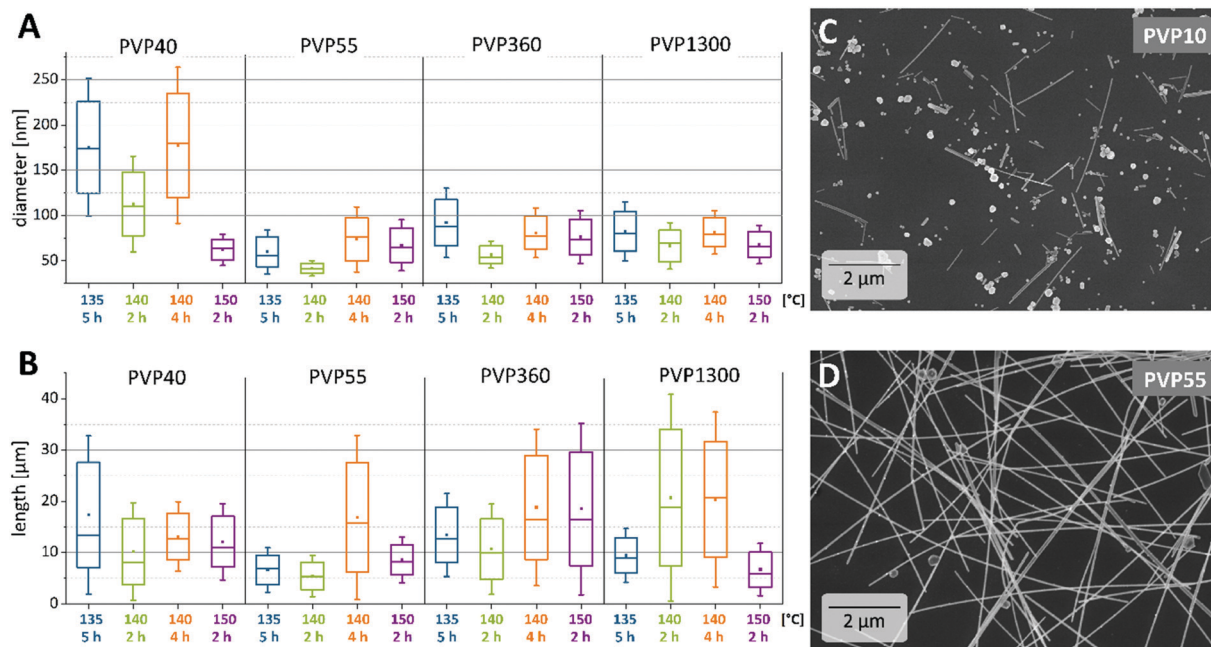 A
PVP40 PVP55 PVP360 PVP1300
diameter [nm]
250
200
150
100
50
135 140 140 150 135 140 140 150 135 140 140 150 135 140 140 150 [°C]
5 h 2 h 4 h 2 h 5 h 2 h 4 h 2 h 5 h 2 h 4 h 2 h 5 h 2 h 4 h 2 h
B
PVP40 PVP55 PVP360 PVP1300
length [µm]
40
30
20
10
0
135 140 140 150 135 140 140 150 135 140 140 150 135 140 140 150 [°C]
5 h 2 h 4 h 2 h 5 h 2 h 4 h 2 h 5 h 2 h 4 h 2 h 5 h 2 h 4 h 2 h
C PVP10
2 µm
D PVP55
2 µm